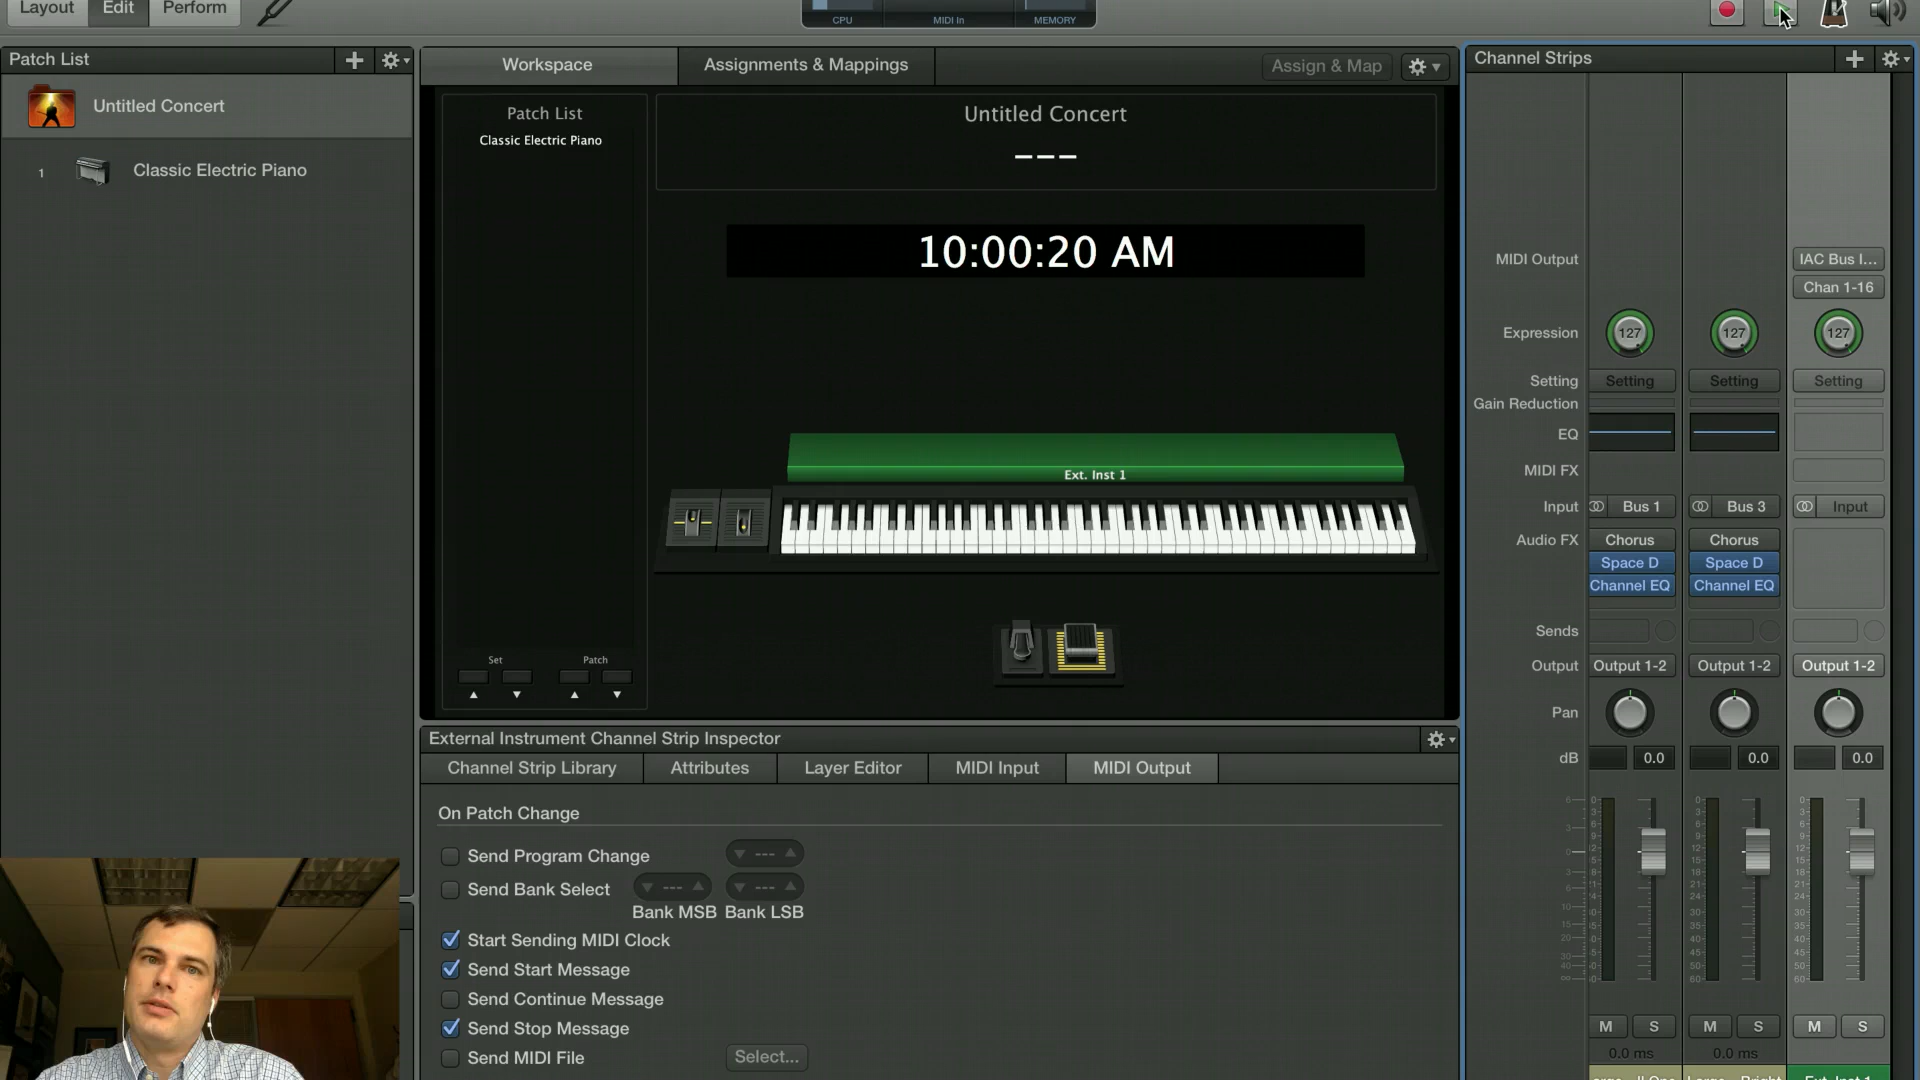 Layout Edit Perform
CPU MIDI In MEMORY
Patch List
Untitled Concert
1 Classic Electric Piano
Workspace Assignments & Mappings Assign & Map
Patch List
Classic Electric Piano
Set Patch
Untitled Concert
---
10:00:20 AM
Ext. Inst 1
External Instrument Channel Strip Inspector
Channel Strip Library Attributes Layer Editor MIDI Input MIDI Output
On Patch Change
Send Program Change ---
Send Bank Select --- ---
Bank MSB Bank LSB
Start Sending MIDI Clock
Send Start Message
Send Continue Message
Send Stop Message
Send MIDI File Select...
Channel Strips
MIDI Output IAC Bus I...
Chan 1-16
Expression 127 127 127
Setting Setting Setting Setting
Gain Reduction
EQ
MIDI FX
Input Bus 1 Bus 3 Input
Audio FX Chorus Chorus
Space D Space D
Channel EQ Channel EQ
Sends
Output Output 1-2 Output 1-2 Output 1-2
Pan
dB 0.0 0.0 0.0
M S M S M S
0.0 ms 0.0 ms
Ext. Inst 1